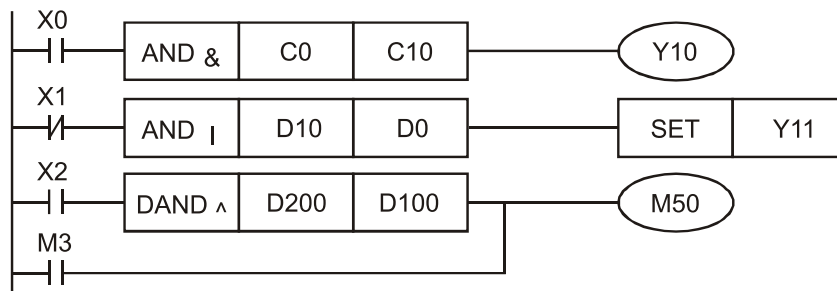 X0
AND & C0 C10 Y10
X1
AND | D10 D0 SET Y11
X2
DAND ^ D200 D100 M50
M3